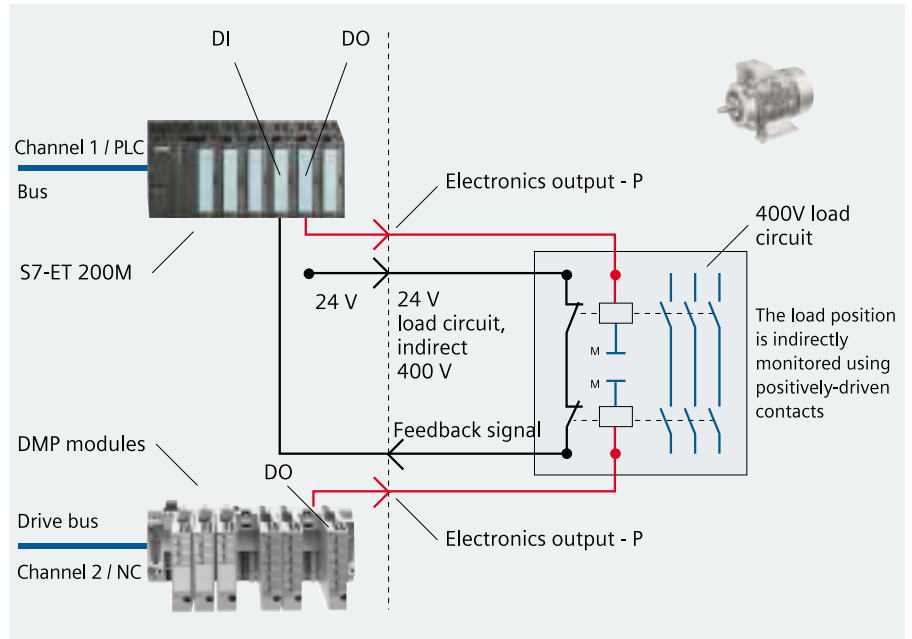 DI
DO
Channel 1 / PLC
Bus
S7-ET 200M
Electronics output - P
400V load
circuit
24 V
24 V
load circuit,
indirect
400 V
The load position
is indirectly
monitored using
positively-driven
contacts
M
M
Feedback signal
DMP modules
DO
Drive bus
Channel 2 / NC
Electronics output - P